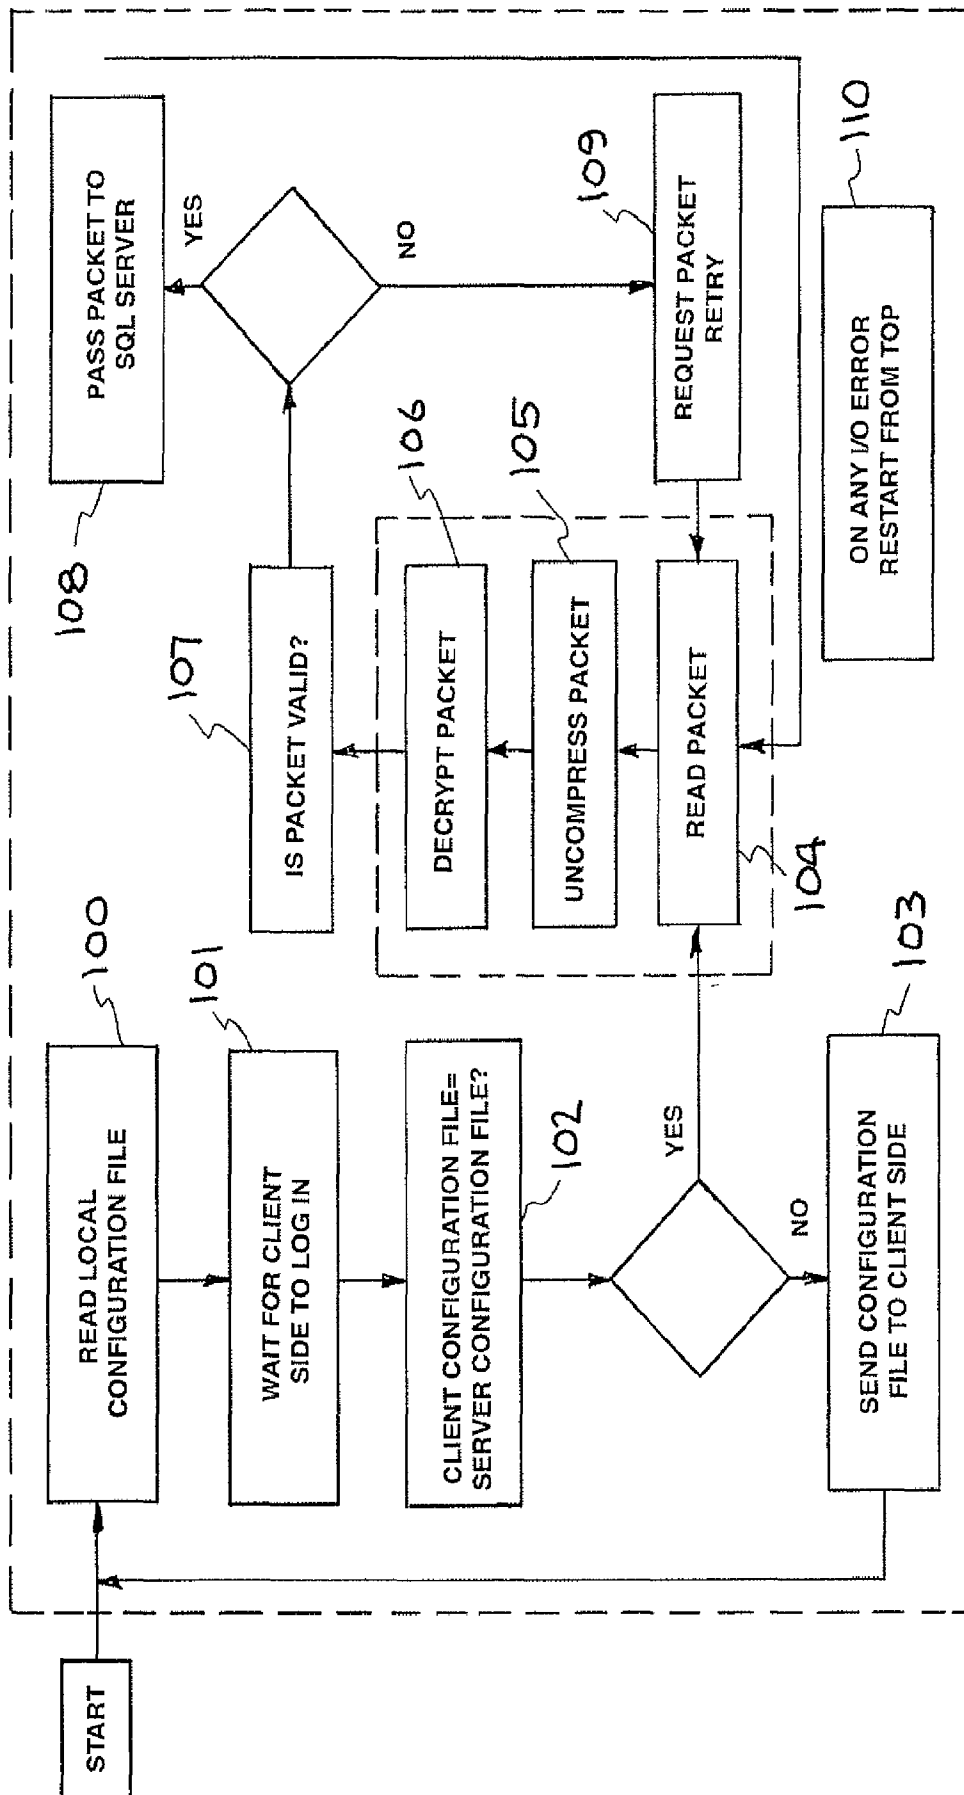 START
READ LOCAL
CONFIGURATION FILE
100
WAIT FOR CLIENT
SIDE TO LOG IN
101
CLIENT CONFIGURATION FILE=
SERVER CONFIGURATION FILE?
102
YES
NO
SEND CONFIGURATION
FILE TO CLIENT SIDE
103
READ PACKET
104
UNCOMPRESS PACKET
105
DECRYPT PACKET
106
IS PACKET VALID?
107
YES
NO
PASS PACKET TO
SQL SERVER
108
REQUEST PACKET
RETRY
109
ON ANY I/O ERROR
RESTART FROM TOP
110